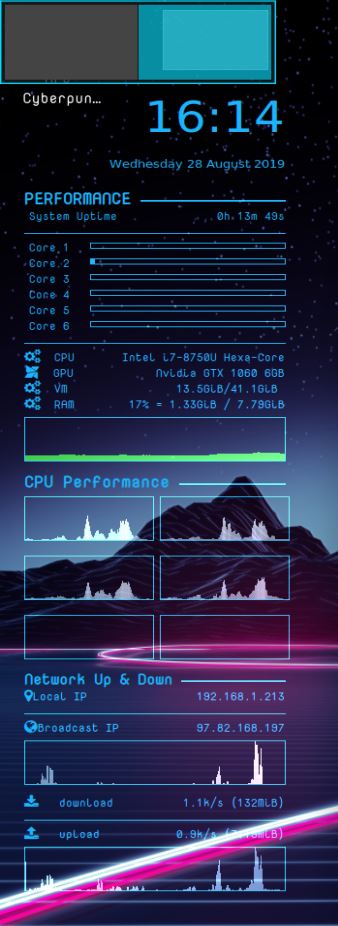 Cyberpun…
16:14
Wednesday 28 August 2019
PERFORMANCE
System Uptime 0h 13m 49s
Core 1
Core 2
Core 3
Core 4
Core 5
Core 6
CPU Intel i7-8750U Hexa-Core
GPU Nvidia GTX 1060 6GB
Vm 13.5GiB/41.1GiB
RAM 17% = 1.33GiB / 7.79GiB
CPU Performance
Network Up & Down
Local IP 192.168.1.213
Broadcast IP 97.82.168.197
download 1.1k/s (132MiB)
upload 0.9k/s